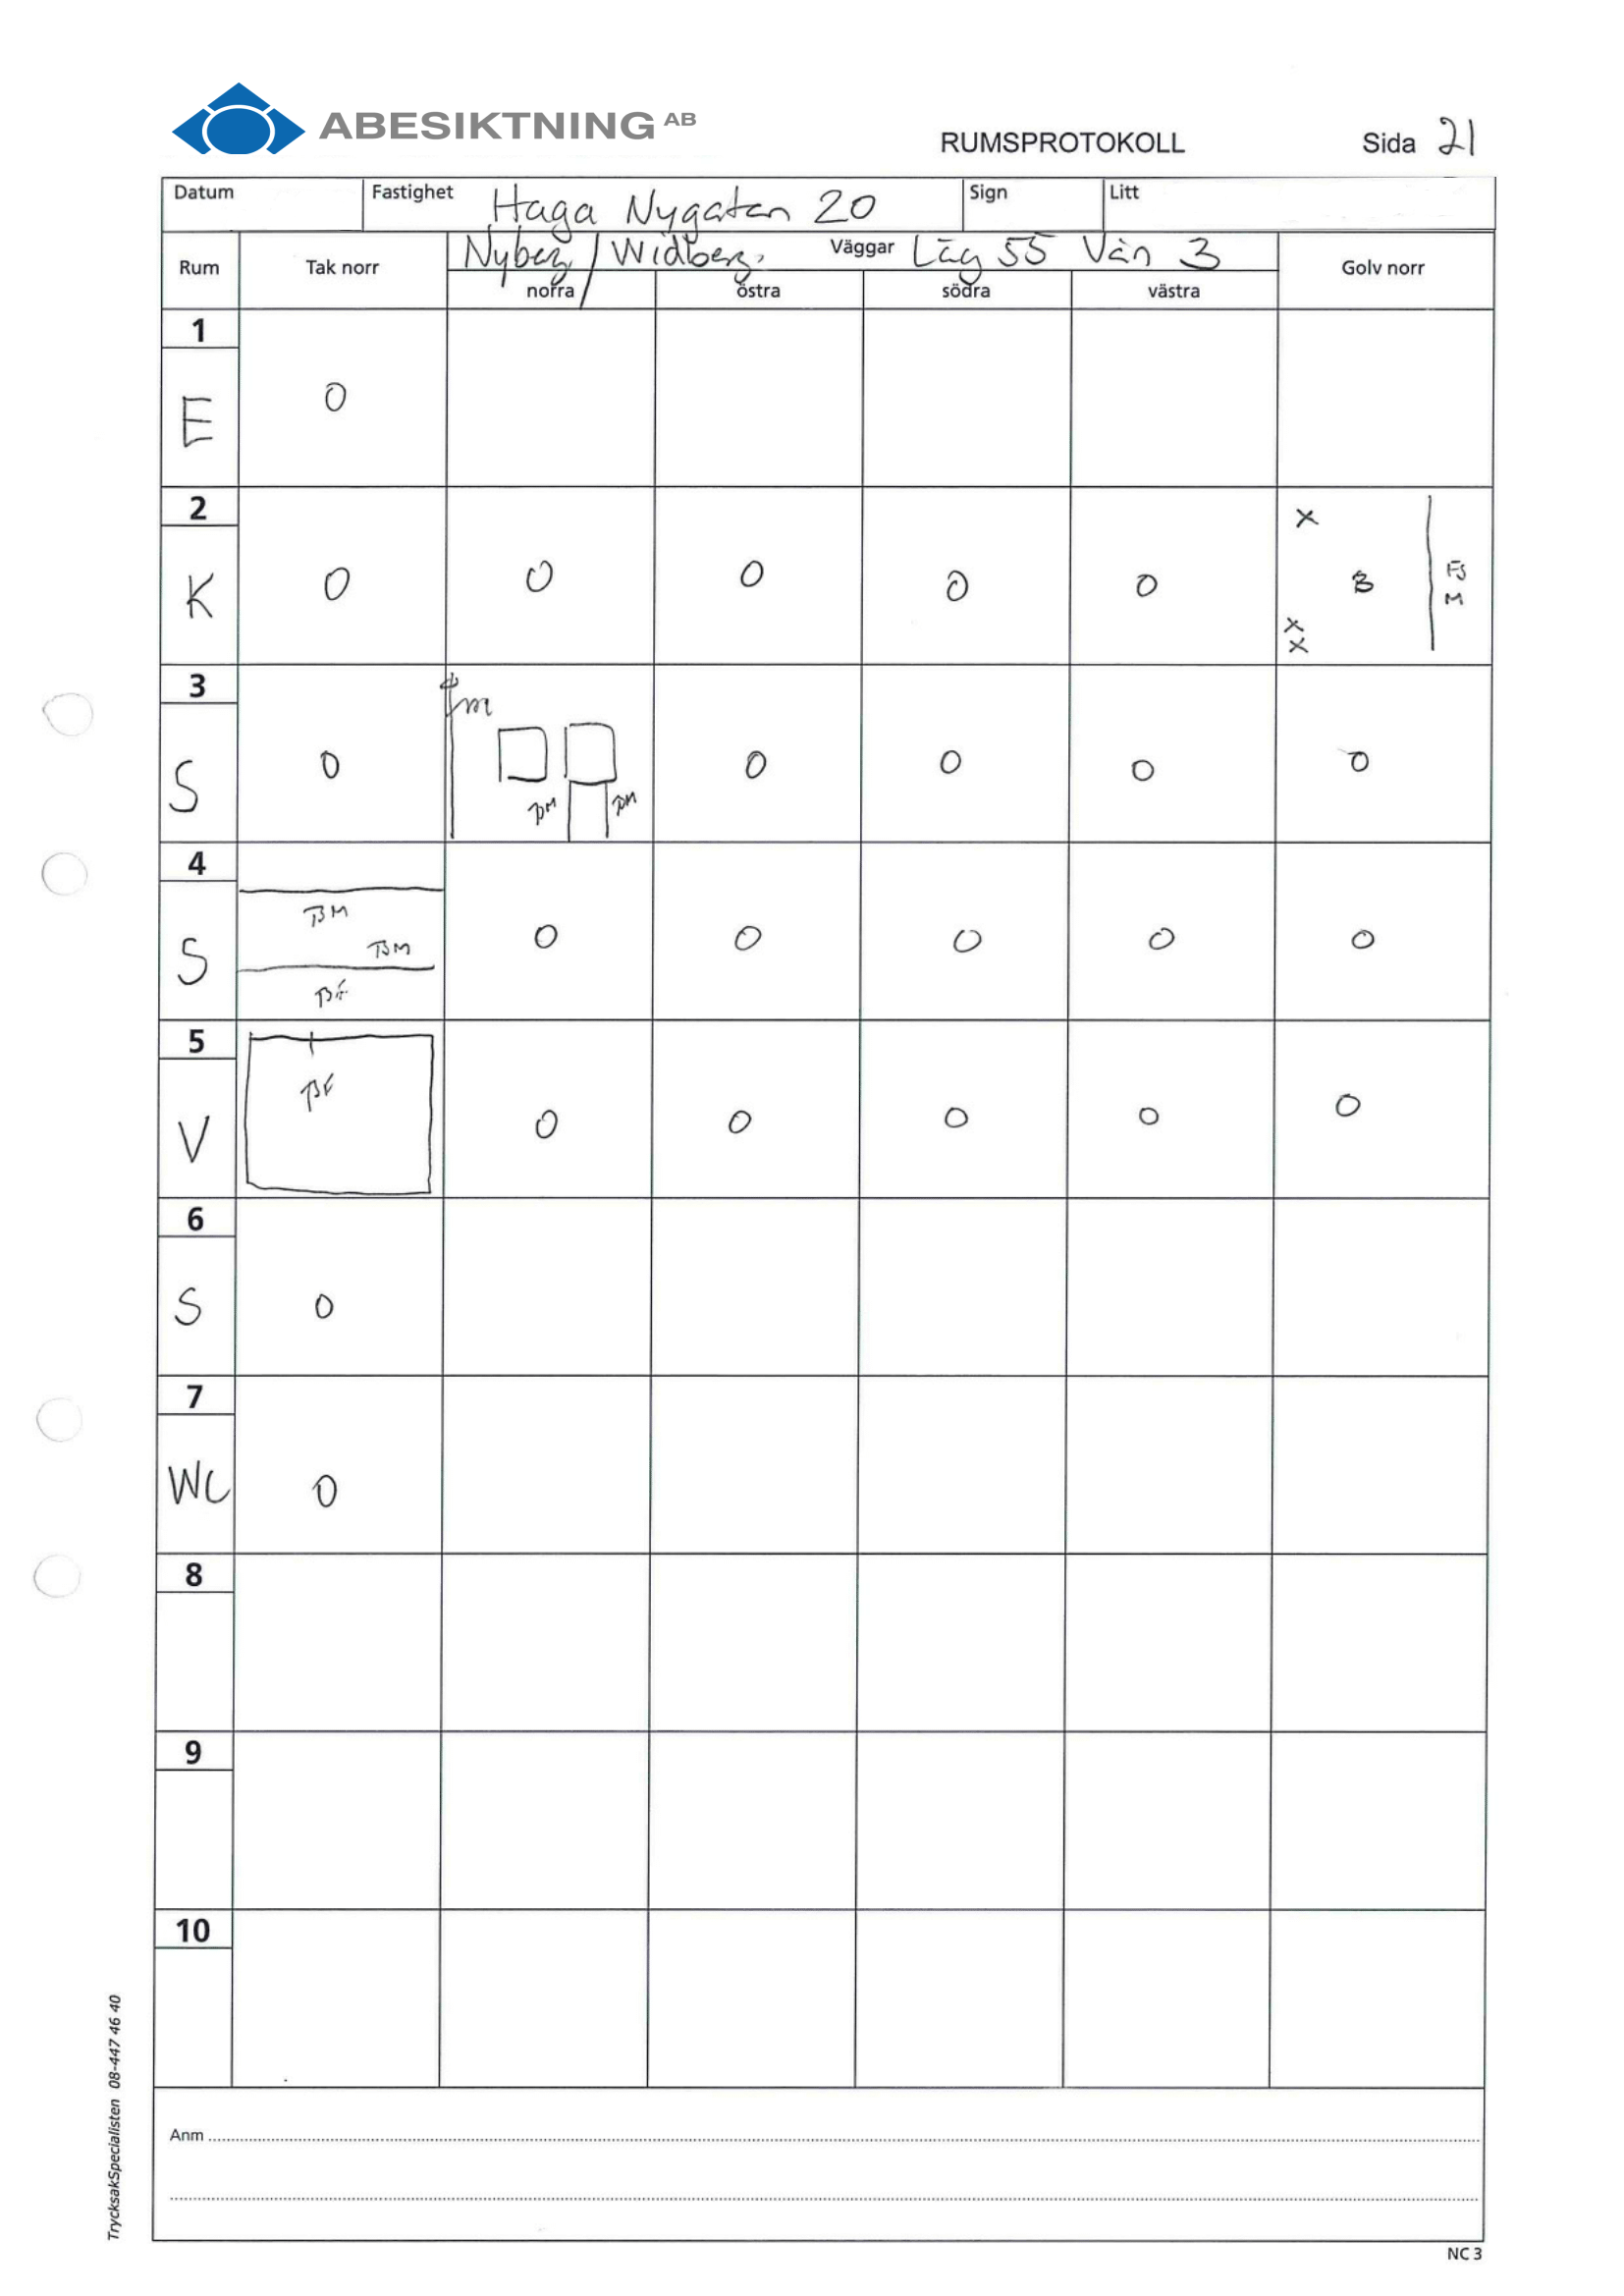 ABESIKTNING AB
RUMSPROTOKOLL Sida 21
Datum Fastighet Haga Nygatan 20 Sign Litt
Rum Tak norr Nyberg / Widberg. Väggar Läg 55 Vån 3 Golv norr
norra östra södra västra
1
E 0
2
K 0 0 0 0 0 x B FS
M
x
x
3
S 0 m BM BM 0 0 0 0
4
S BM 0 0 0 0 0
BM
BF
5
V BF 0 0 0 0 0
6
S 0
7
WC 0
8
9
10
Anm
TrycksakSpecialisten 08-447 46 40
NC 3